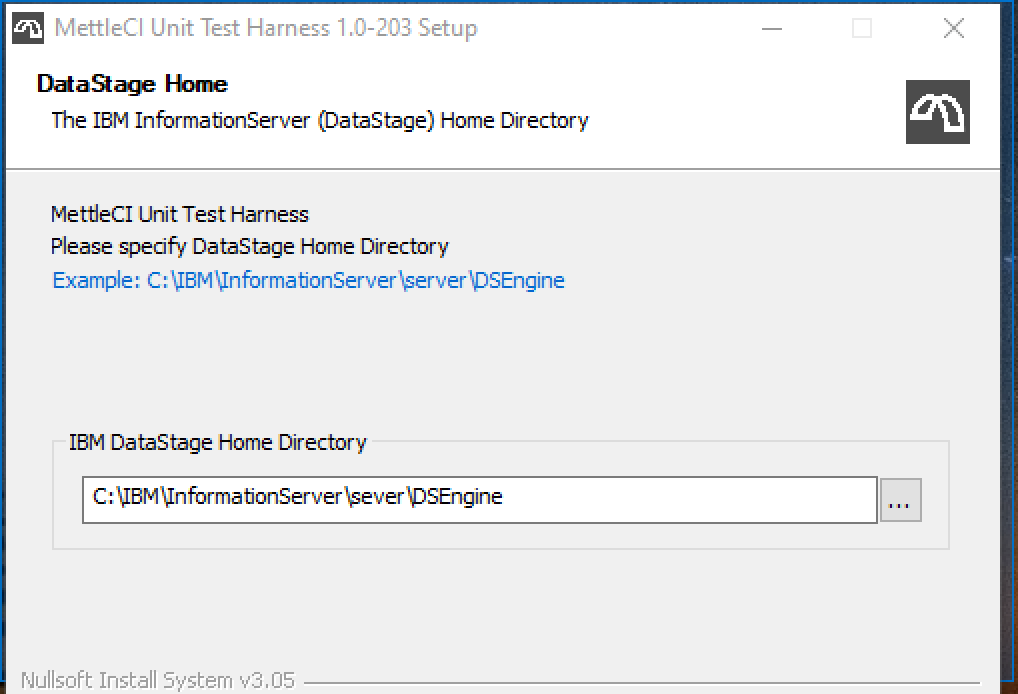 MettleCI Unit Test Harness 1.0-203 Setup
DataStage Home
The IBM InformationServer (DataStage) Home Directory
MettleCI Unit Test Harness
Please specify DataStage Home Directory
Example: C:\IBM\InformationServer\server\DSEngine
IBM DataStage Home Directory
C:\IBM\InformationServer\sever\DSEngine
...
Nullsoft Install System v3.05